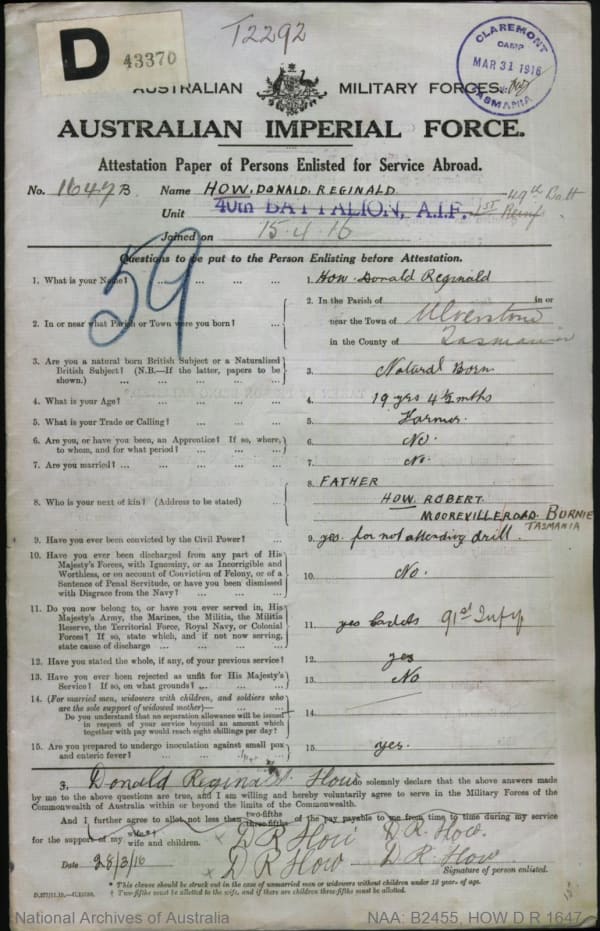 D 43370
T2292
CLAREMONT
CAMP
MAR 31 1916
TASMANIA
AUSTRALIAN MILITARY FORCES.
AUSTRALIAN IMPERIAL FORCE.
Attestation Paper of Persons Enlisted for Service Abroad.
No. 1647B Name HOW, DONALD, REGINALD 49th Batt
Unit 40TH BATTALION, A.I.F. 1st Reinf
Joined on 15-4-16
59
Questions to be put to the Person Enlisting before Attestation.
1. What is your Name? ... ... ... ... 1. How Donald Reginald
2. In or near what Parish or Town were you born? ... ... 2. In the Parish of in or
near the Town of Ulverstone
in the County of Tasmania
3. Are you a natural born British Subject or a Naturalised
British Subject? (N.B.—If the latter, papers to be
shown.) ... ... ... ... 3. Natural Born
4. What is your Age? ... ... ... ... 4. 19 yrs 4½ mths
5. What is your Trade or Calling? ... ... ... 5. Farmer.
6. Are you, or have you been, an Apprentice? If so, where,
to whom, and for what period? ... ... ... 6. No.
7. Are you married? ... ... ... ... 7. No.
8. Who is your next of kin? (Address to be stated) ... 8. FATHER
HOW. ROBERT.
MOOREVILLE ROAD. BURNIE
TASMANIA
9. Have you ever been convicted by the Civil Power? ... 9. yes. for not attending drill.
10. Have you ever been discharged from any part of His
Majesty's Forces, with Ignominy, or as Incorrigible and
Worthless, or on account of Conviction of Felony, or of a
Sentence of Penal Servitude, or have you been dismissed
with Disgrace from the Navy? ... ... ... 10. No.
11. Do you now belong to, or have you ever served in, His
Majesty's Army, the Marines, the Militia, the Militia
Reserve, the Territorial Force, Royal Navy, or Colonial
Forces? If so, state which, and if not now serving,
state cause of discharge ... ... ... 11. yes Cadets 91st Infy
12. Have you stated the whole, if any, of your previous service? 12. yes
13. Have you ever been rejected as unfit for His Majesty's
Service? If so, on what grounds? ... ... ... 13. No
14. (For married men, widowers with children, and soldiers who
are the sole support of widowed mother)—
Do you understand that no separation allowance will be issued
in respect of your service beyond an amount which
together with pay would reach eight shillings per day? 14.
15. Are you prepared to undergo inoculation against small pox
and enteric fever? ... ... ... 15. yes.
I, Donald Reginald How do solemnly declare that the above answers made
by me to the above questions are true, and I am willing and hereby voluntarily agree to serve in the Military Forces of the
Commonwealth of Australia within or beyond the limits of the Commonwealth.
And I further agree to allot not less than two-fifths three-fifths of the pay payable to me from time to time during my service
for the support of my wife wife and children.
D R How D. R. How.
Date 28/3/16 D R How D. R. How
Signature of person enlisted.
* This clause should be struck out in the case of unmarried men or widowers without children under 18 years of age.
† Two-fifths must be allotted to the wife, and if there are children three-fifths must be allotted.
National Archives of Australia NAA: B2455, HOW D R 1647